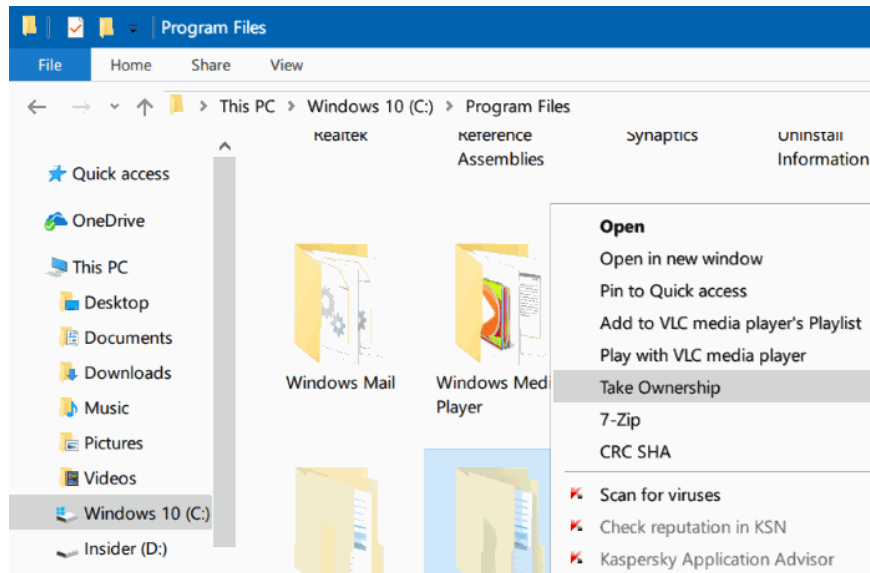 Program Files
File Home Share View
This PC > Windows 10 (C:) > Program Files
Realtek
Reference
Assemblies
Synaptics
Uninstall
Information
Quick access
OneDrive
This PC
Desktop
Documents
Downloads
Music
Pictures
Videos
Windows 10 (C:)
Insider (D:)
Windows Mail
Windows Medi
Player
Open
Open in new window
Pin to Quick access
Add to VLC media player's Playlist
Play with VLC media player
Take Ownership
7-Zip
CRC SHA
Scan for viruses
Check reputation in KSN
Kaspersky Application Advisor